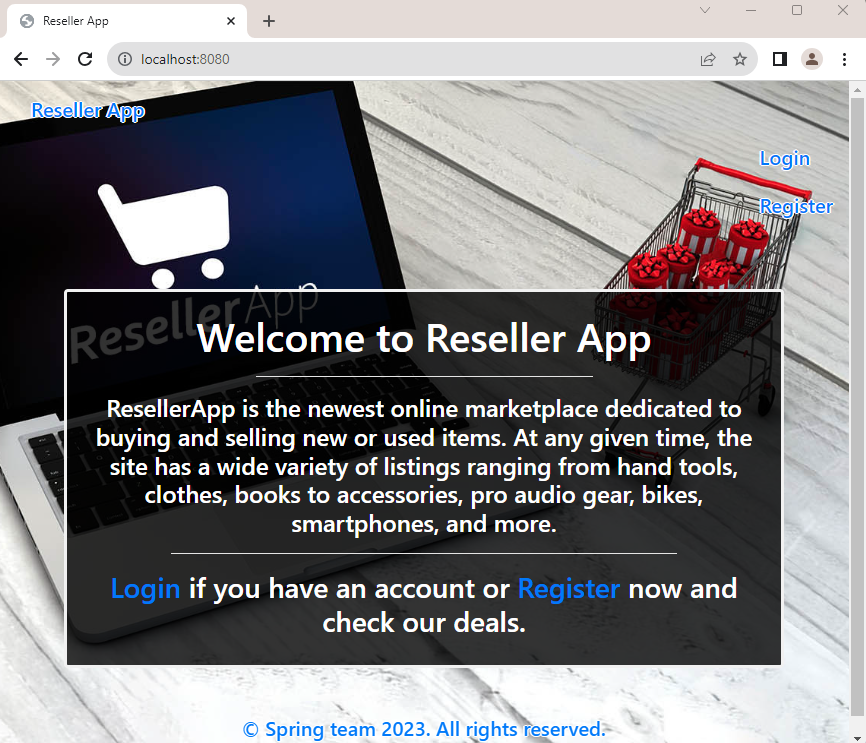 Reseller App
localhost:8080
Reseller App
Login
Register
ResellerApp
Welcome to Reseller App
ResellerApp is the newest online marketplace dedicated to
buying and selling new or used items. At any given time, the
site has a wide variety of listings ranging from hand tools,
clothes, books to accessories, pro audio gear, bikes,
smartphones, and more.
Login if you have an account or Register now and
check our deals.
© Spring team 2023. All rights reserved.